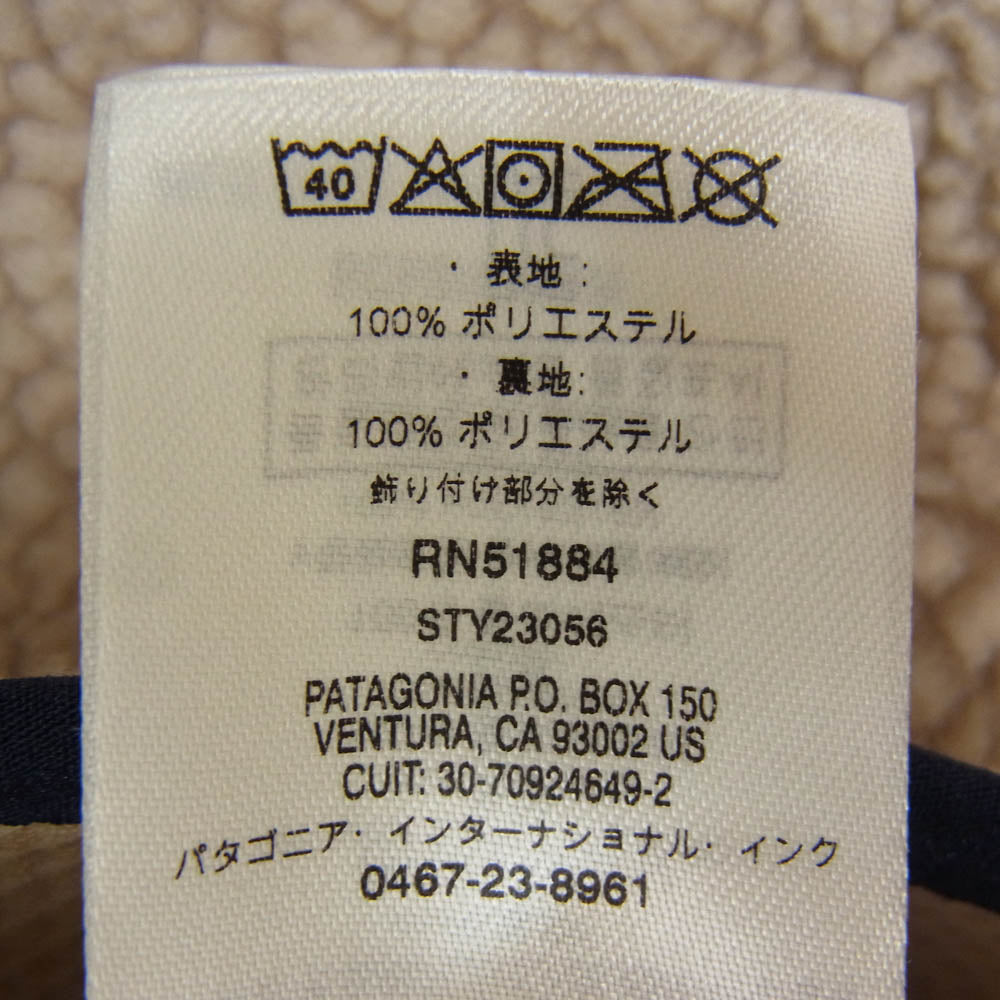 40
・表地:
100% ポリエステル
・裏地:
100% ポリエステル
飾り付け部分を除く
RN51884
STY23056
PATAGONIA P.O. BOX 150
VENTURA, CA 93002 US
CUIT: 30-70924649-2
パタゴニア・インターナショナル・インク
0467-23-8961